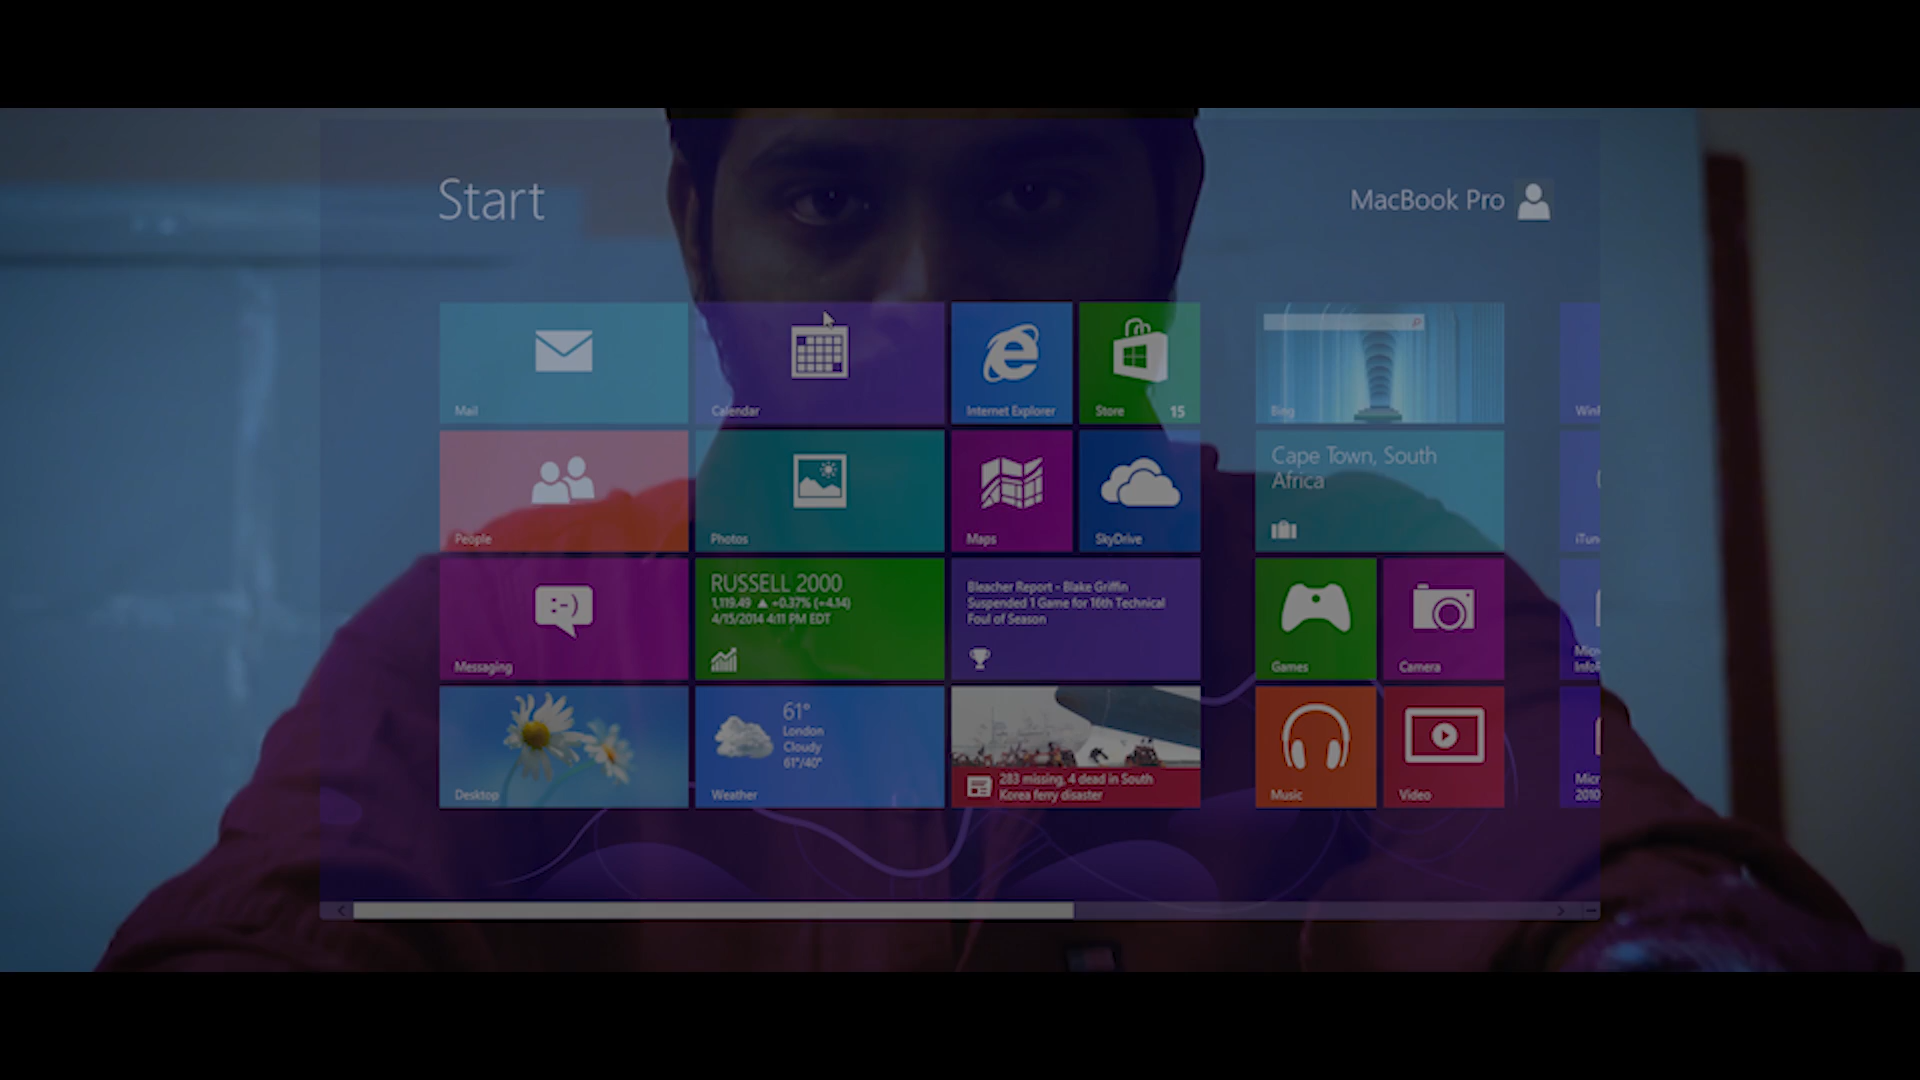 Start
MacBook Pro
Mail
Calendar
Internet Explorer
Store
15
Bing
People
Photos
Maps
SkyDrive
Cape Town, South
Africa
Messaging
RUSSELL 2000
1,119.49 ▲ +0.37% (+4.14)
4/15/2014 4:11 PM EDT
Bleacher Report - Blake Griffin
Suspended 1 Game for 16th Technical
Foul of Season
Games
Camera
Desktop
61°
London
Cloudy
61°/40°
Weather
283 missing, 4 dead in South
Korea ferry disaster
Music
Video
2010